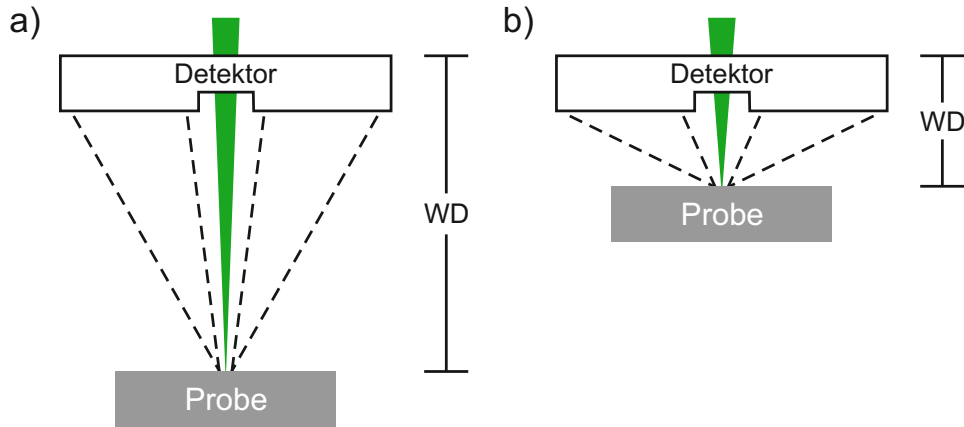 a)
Detektor
WD
Probe
b)
Detektor
WD
Probe